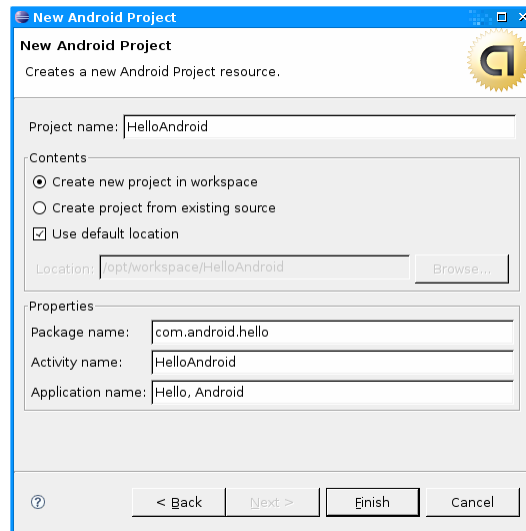 New Android Project
New Android Project
Creates a new Android Project resource.
Project name: HelloAndroid
Contents
Create new project in workspace
Create project from existing source
Use default location
Location: /opt/workspace/HelloAndroid Browse...
Properties
Package name: com.android.hello
Activity name: HelloAndroid
Application name: Hello, Android
? < Back Next > Finish Cancel